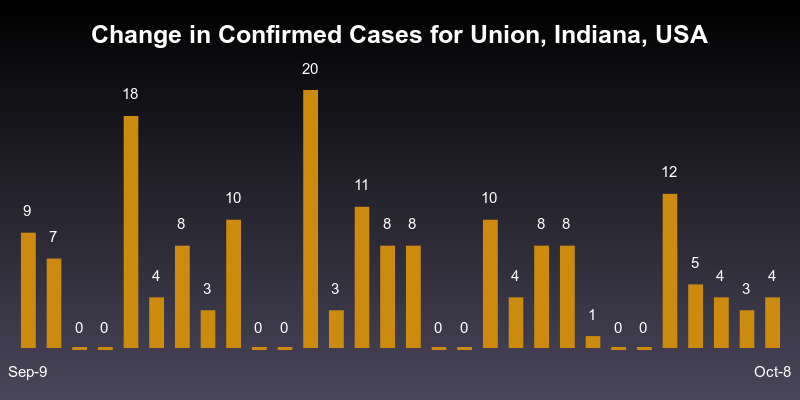 Change in Confirmed Cases for Union, Indiana, USA
9 7 0 0 18 4 8 3 10 0 0 20 3 11 8 8 0 0 10 4 8 8 1 0 0 12 5 4 3 4
Sep-9 Oct-8